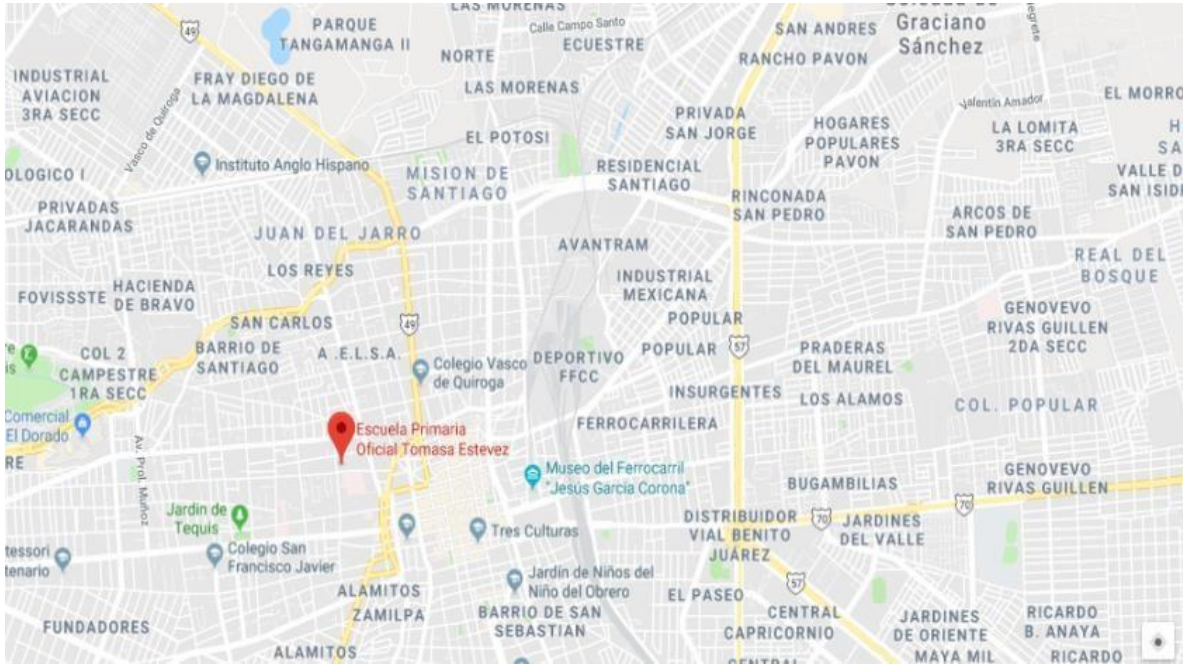 LAS MORENAS
Calle Campo Santo
Graciano
Sánchez
49
PARQUE
TANGAMANGA II
NORTE
ECUESTRE
SAN ANDRES
RANCHO PAVON
INDUSTRIAL
AVIACION
3RA SECC
FRAY DIEGO DE
LA MAGDALENA
LAS MORENAS
Vasco de Quiroga
PRIVADA
SAN JORGE
HOGARES
POPULARES
PAVON
Valentín Amador
EL MORRO
LA LOMITA
3RA SECC
EL POTOSI
Instituto Anglo Hispano
OLOGICO I
MISION DE
SANTIAGO
RESIDENCIAL
SANTIAGO
VALLE D
SAN ISID
RINCONADA
SAN PEDRO
ARCOS DE
SAN PEDRO
PRIVADAS
JACARANDAS
JUAN DEL JARRO
AVANTRAM
REAL DEL
BOSQUE
LOS REYES
INDUSTRIAL
MEXICANA
FOVISSSTE
HACIENDA
DE BRAVO
SAN CARLOS
49
POPULAR
GENOVEVO
RIVAS GUILLEN
2DA SECC
COL 2
CAMPESTRE
1RA SECC
BARRIO DE
SANTIAGO
A .E.L.S.A.
Colegio Vasco
de Quiroga
DEPORTIVO
FFCC
POPULAR
57
PRADERAS
DEL MAUREL
INSURGENTES
LOS ALAMOS
COL. POPULAR
Comercial
El Dorado
Av. Prol. Muñoz
Escuela Primaria
Oficial Tomasa Estevez
FERROCARRILERA
RE
Museo del Ferrocarril
"Jesús García Corona"
BUGAMBILIAS
GENOVEVO
RIVAS GUILLEN
70
Jardín de
Tequis
Tres Culturas
DISTRIBUIDOR
VIAL BENITO
JUÁREZ
70
JARDINES
DEL VALLE
tessori
tenario
Colegio San
Francisco Javier
Jardín de Niños del
Niño del Obrero
57
ALAMITOS
ZAMILPA
EL PASEO
FUNDADORES
BARRIO DE SAN
SEBASTIAN
CENTRAL
CAPRICORNIO
JARDINES
DE ORIENTE
RICARDO
B. ANAYA
ALAMITOS
CENTRAL
MAYA MIL
RICARDO